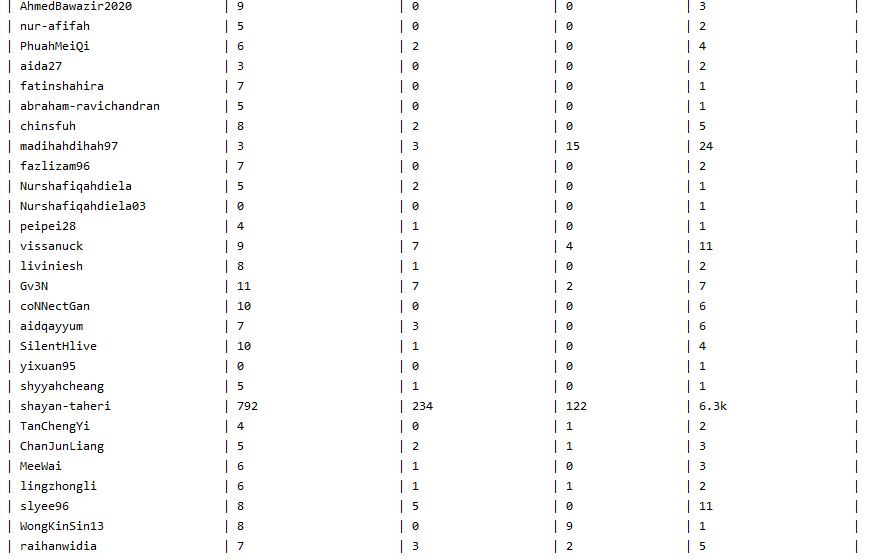 | AhmedBawazir2020 | 9 | 0 | 0 | 3 |
| nur-afifah | 5 | 0 | 0 | 2 |
| PhuahMeiQi | 6 | 2 | 0 | 4 |
| aida27 | 3 | 0 | 0 | 2 |
| fatinshahira | 7 | 0 | 0 | 1 |
| abraham-ravichandran | 5 | 0 | 0 | 1 |
| chinsfuh | 8 | 2 | 0 | 5 |
| madihahdihah97 | 3 | 3 | 15 | 24 |
| fazlizam96 | 7 | 0 | 0 | 2 |
| Nurshafiqahdiela | 5 | 2 | 0 | 1 |
| Nurshafiqahdiela03 | 0 | 0 | 0 | 1 |
| peipei28 | 4 | 1 | 0 | 1 |
| vissanuck | 9 | 7 | 4 | 11 |
| liviniesh | 8 | 1 | 0 | 2 |
| Gv3N | 11 | 7 | 2 | 7 |
| coNNectGan | 10 | 0 | 0 | 6 |
| aidqayyum | 7 | 3 | 0 | 6 |
| SilentHlive | 10 | 1 | 0 | 4 |
| yixuan95 | 0 | 0 | 0 | 1 |
| shyyahcheang | 5 | 1 | 0 | 1 |
| shayan-taheri | 792 | 234 | 122 | 6.3k |
| TanChengYi | 4 | 0 | 1 | 2 |
| ChanJunLiang | 5 | 2 | 1 | 3 |
| MeeWai | 6 | 1 | 0 | 3 |
| lingzhongli | 6 | 1 | 1 | 2 |
| slyee96 | 8 | 5 | 0 | 11 |
| WongKinSin13 | 8 | 0 | 9 | 1 |
| raihanwidia | 7 | 3 | 2 | 5 |